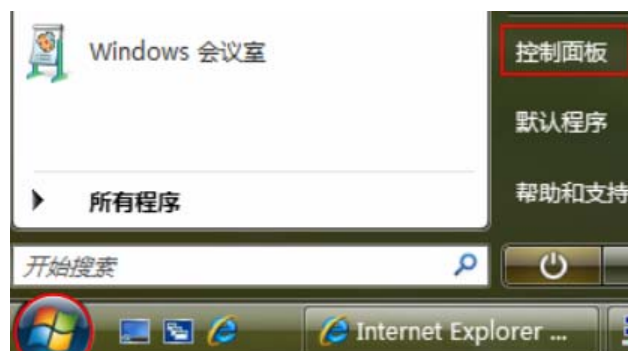 Windows 会议室
控制面板
默认程序
所有程序
帮助和支持
开始搜索
Internet Explorer ...